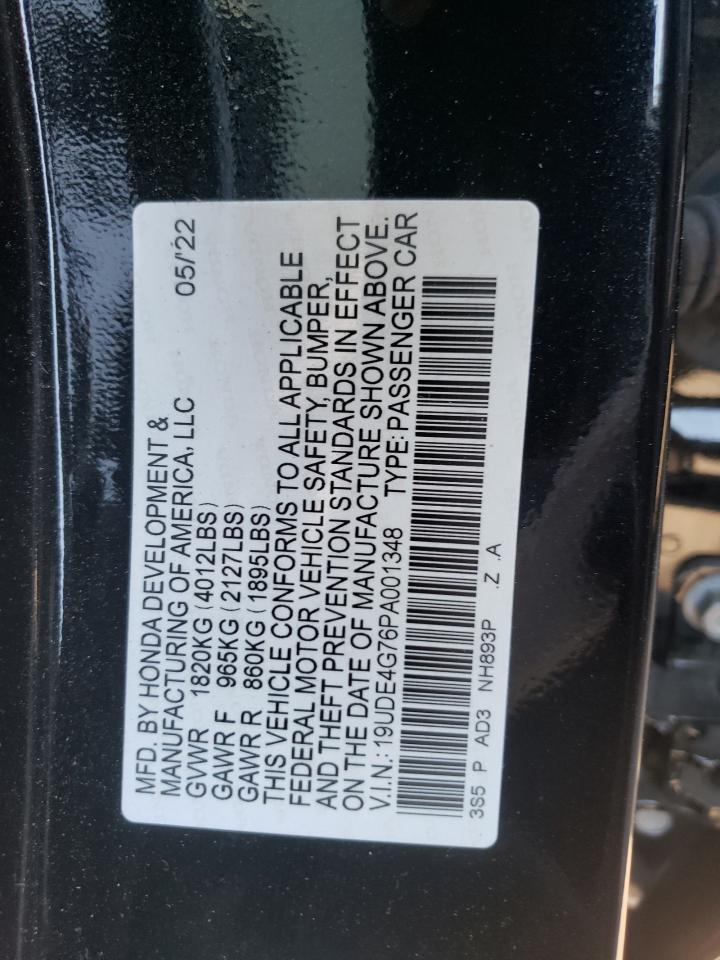 MFD. BY HONDA DEVELOPMENT &
MANUFACTURING OF AMERICA, LLC 05/'22
GVWR 1820KG (4012LBS)
GAWR F 965KG (2127LBS)
GAWR R 860KG (1895LBS)
THIS VEHICLE CONFORMS TO ALL APPLICABLE
FEDERAL MOTOR VEHICLE SAFETY, BUMPER,
AND THEFT PREVENTION STANDARDS IN EFFECT
ON THE DATE OF MANUFACTURE SHOWN ABOVE.
V.I.N.: 19UDE4G76PA001348 TYPE: PASSENGER CAR
3S5 P AD3 NH893P .Z .A